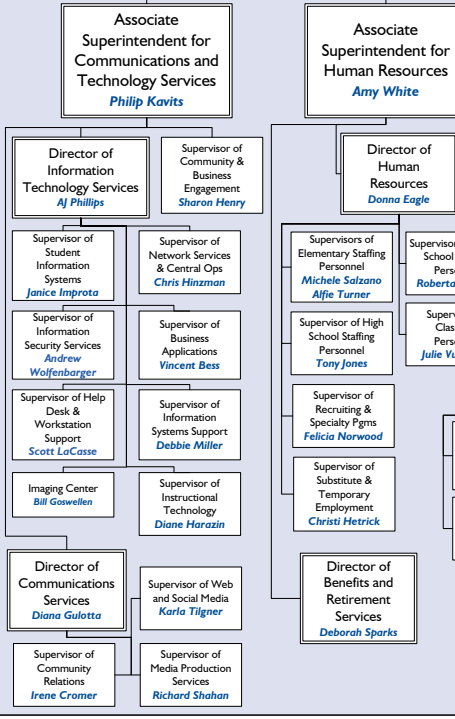 Associate
Superintendent for
Communications and
Technology Services
Philip Kavits
Associate
Superintendent for
Human Resources
Amy White
Director of
Information
Technology Services
AJ Phillips
Supervisor of
Community &
Business
Engagement
Sharon Henry
Director of
Human
Resources
Donna Eagle
Supervisor of
Student
Information
Systems
Janice Improta
Supervisor of
Network Services
& Central Ops
Chris Hinzman
Supervisors of
Elementary Staffing
Personnel
Michele Salzano
Alfie Turner
School
Roberta
Supervisor of
Information
Security Services
Andrew
Wolfenbarger
Supervisor of
Business
Applications
Vincent Bess
Supervisor of High
School Staffing
Personnel
Tony Jones
Julie
Supervisor of Help
Desk &
Workstation
Support
Scott LaCasse
Supervisor of
Information
Systems Support
Debbie Miller
Supervisor of
Recruiting &
Specialty Pgms
Felicia Norwood
Imaging Center
Bill Goswellen
Supervisor of
Instructional
Technology
Diane Harazin
Supervisor of
Substitute &
Temporary
Employment
Christi Hetrick
Director of
Communications
Services
Diana Gulotta
Supervisor of Web
and Social Media
Karla Tilgner
Director of
Benefits and
Retirement
Services
Deborah Sparks
Supervisor of
Community
Relations
Irene Cromer
Supervisor of
Media Production
Services
Richard Shahan